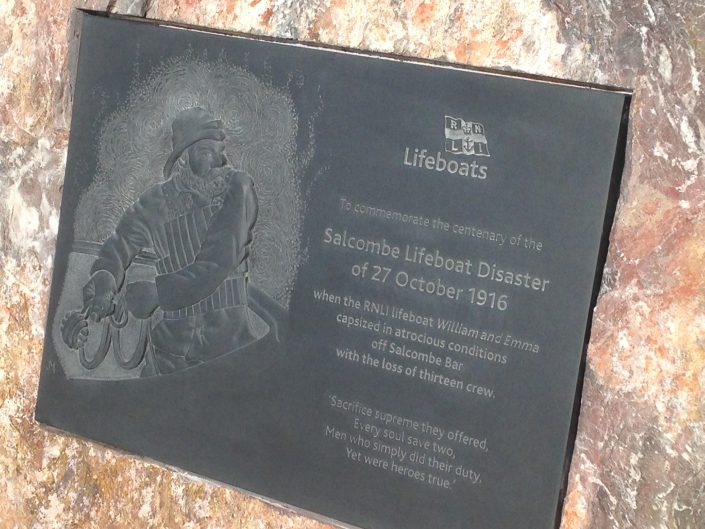 R N
L I
Lifeboats
To commemorate the centenary of the
Salcombe Lifeboat Disaster
of 27 October 1916
when the RNLI lifeboat William and Emma
capsized in atrocious conditions
off Salcombe Bar
with the loss of thirteen crew.
'Sacrifice supreme they offered,
Every soul save two,
Men who simply did their duty.
Yet were heroes true.'